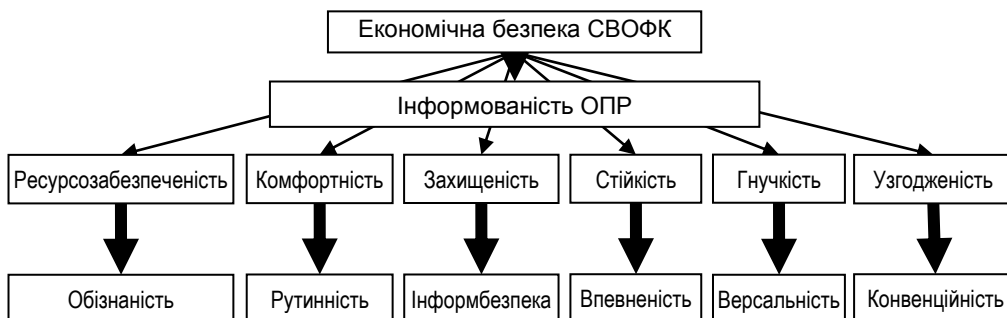 Економічна безпека СВОФК
Інформованість ОПР
Ресурсозабезпеченість Комфортність Захищеність Стійкість Гнучкість Узгодженість
Обізнаність Рутинність Інформбезпека Впевненість Версальність Конвенційність